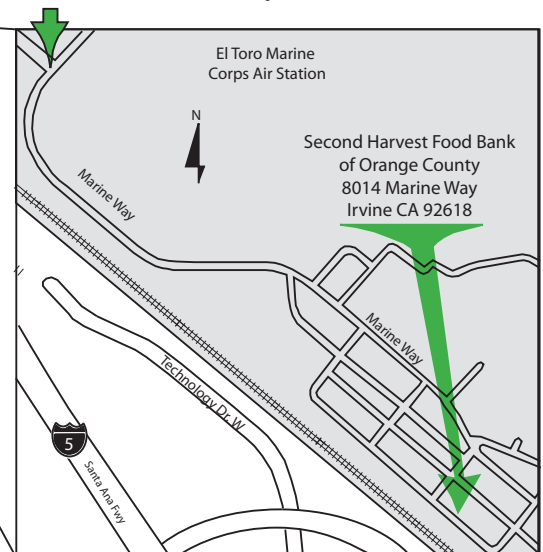 El Toro Marine
Corps Air Station
N
Second Harvest Food Bank
of Orange County
8014 Marine Way
Irvine CA 92618
Marine Way
Marine Way
Technology Dr. W
5
Santa Ana Fwy